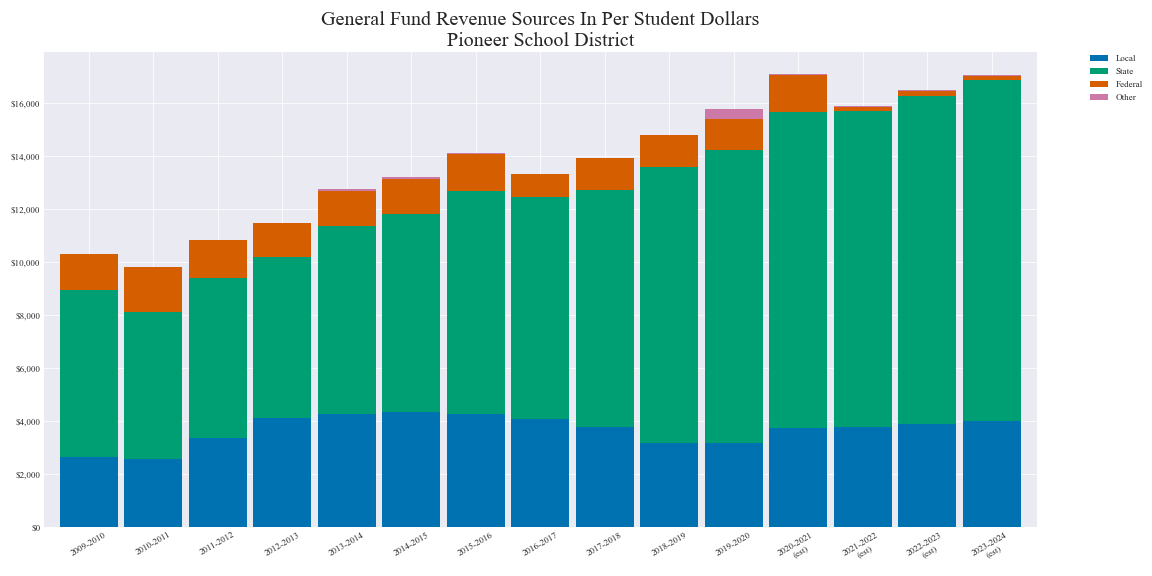 General Fund Revenue Sources In Per Student Dollars
Pioneer School District
Local
State
Federal
Other
$16,000
$14,000
$12,000
$10,000
$8,000
$6,000
$4,000
$2,000
$0
2009-2010
2010-2011
2011-2012
2012-2013
2013-2014
2014-2015
2015-2016
2016-2017
2017-2018
2018-2019
2019-2020
2020-2021
(est)
2021-2022
(est)
2022-2023
(est)
2023-2024
(est)